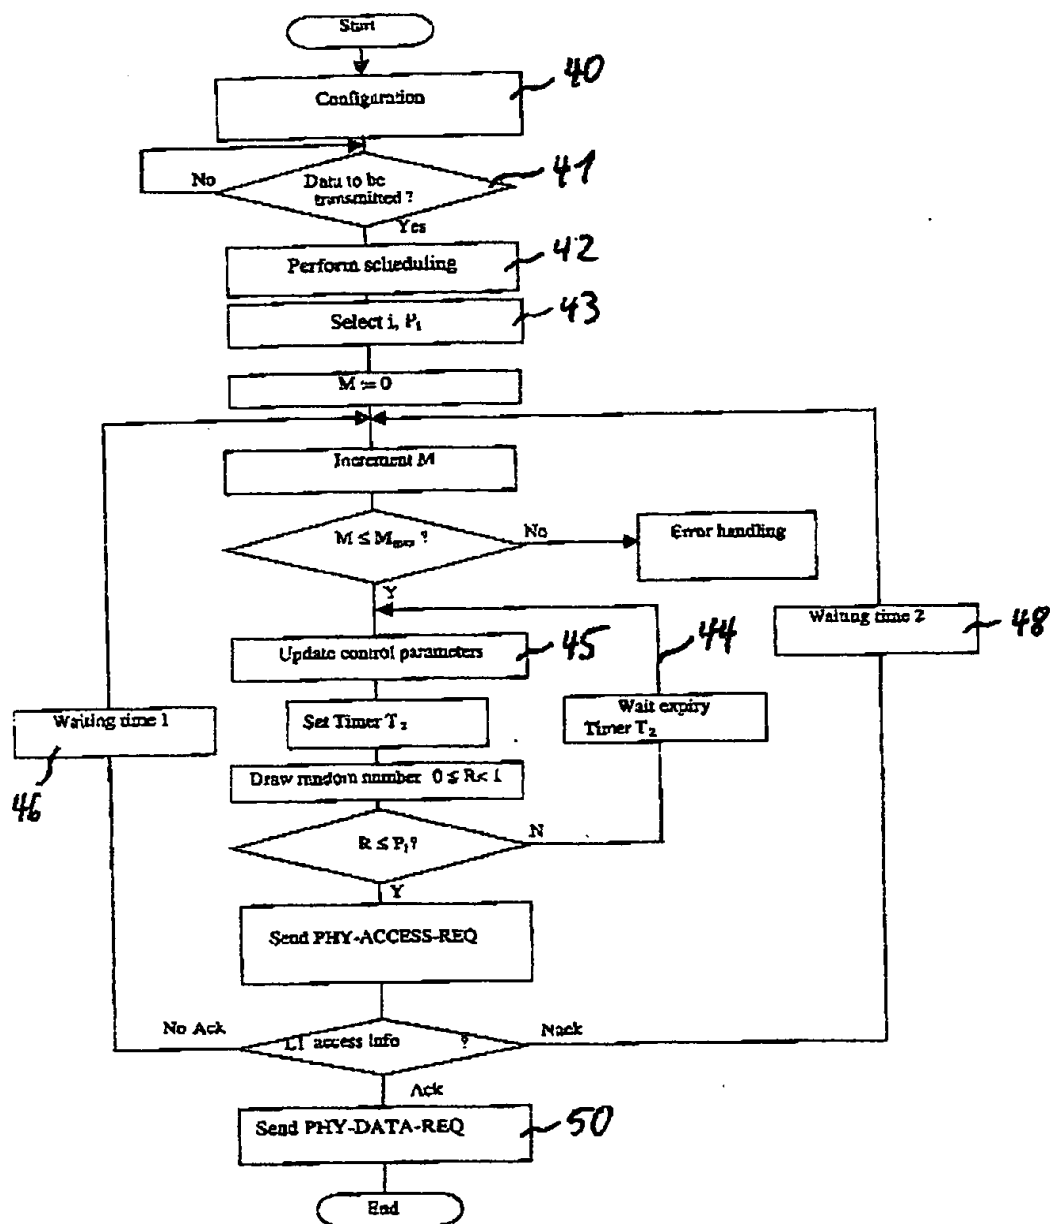 Start
Configuration
40
No
Data to be
transmitted ?
41
Yes
Perform scheduling
42
Select i, Pᵢ
43
M := 0
Increment M
M ≤ Mmax ?
No
Error handling
Y
Update control parameters
45
44
Waiting time 2
48
Waiting time 1
46
Set Timer T₂
Wait expiry
Timer T₂
Draw random number 0 ≤ R < 1
R ≤ Pᵢ?
N
Y
Send PHY-ACCESS-REQ
No Ack
L1 access info ?
Nack
Ack
Send PHY-DATA-REQ
50
End